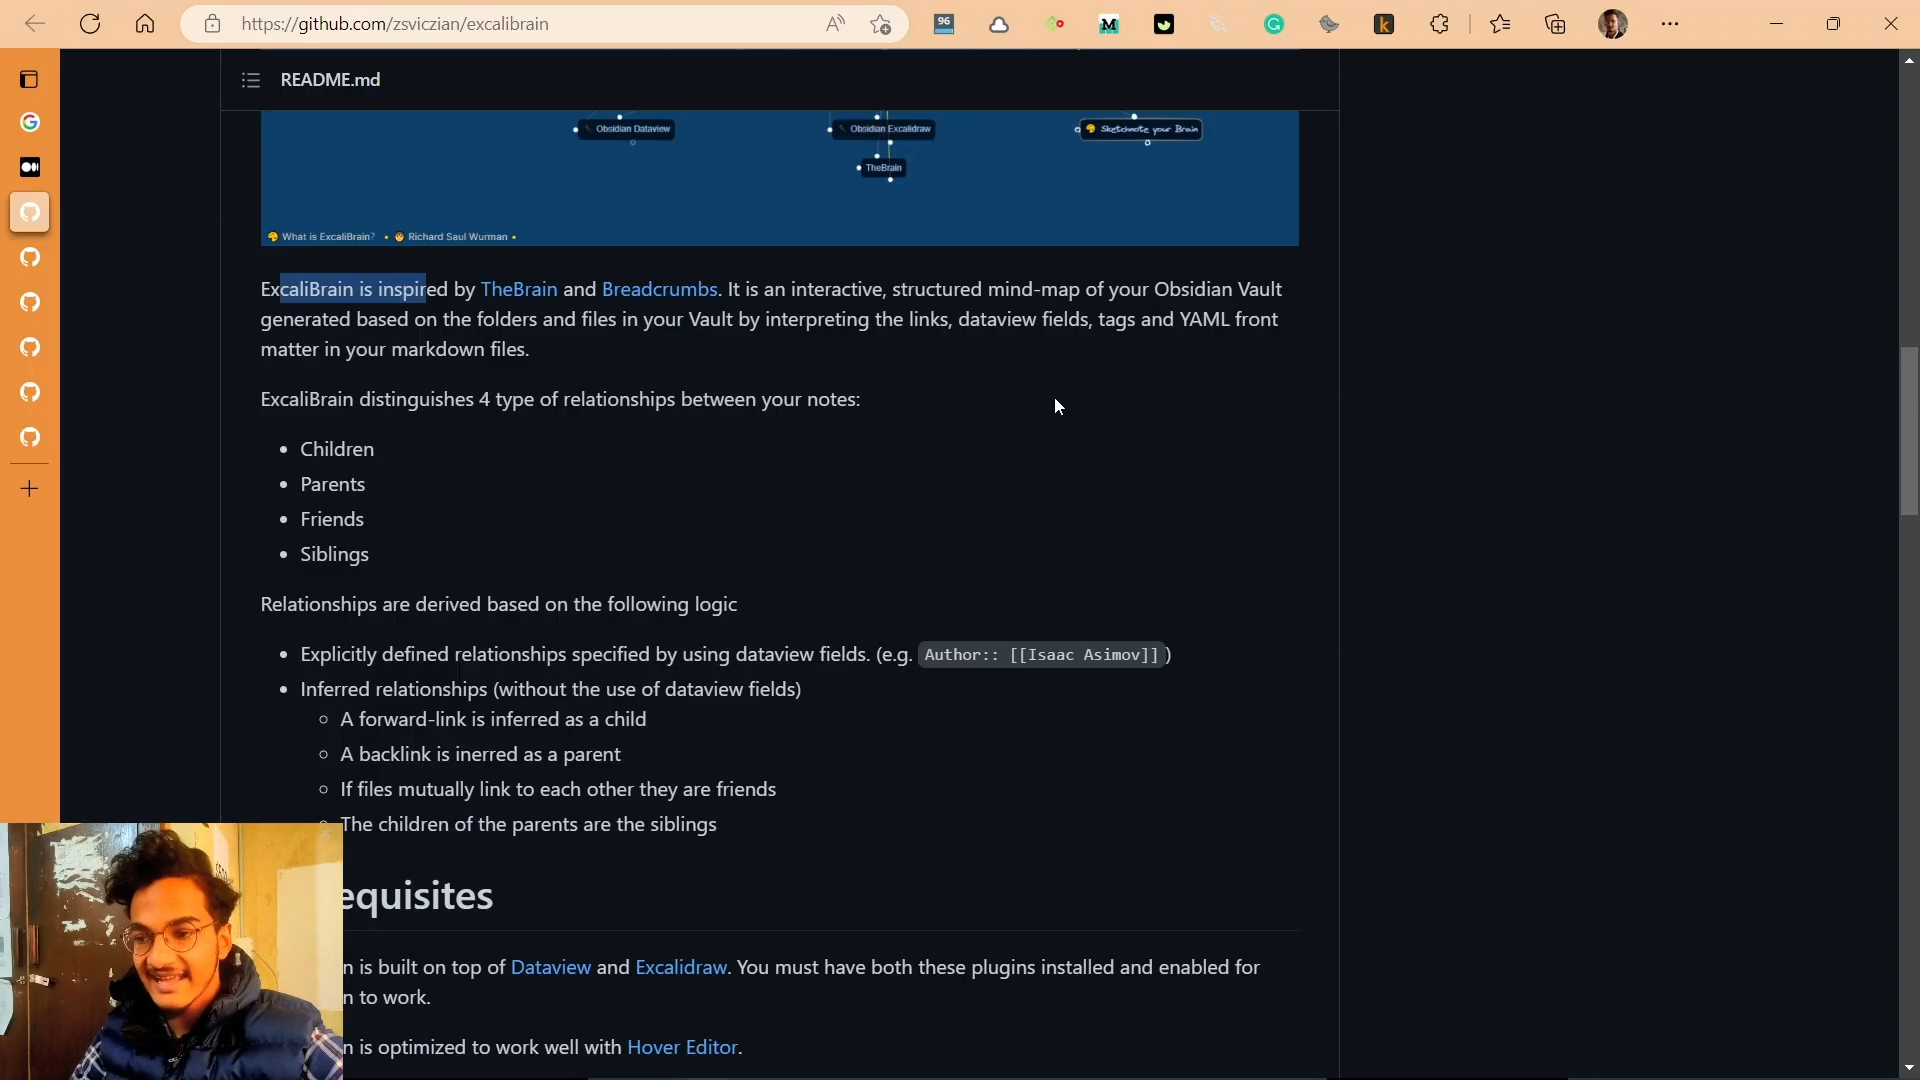 https://github.com/zsviczian/excalibrain
96
README.md
Obsidian Dataview
Obsidian Excalidraw
Sketchnote your Brain
TheBrain
What is ExcaliBrain? • Richard Saul Wurman •
ExcaliBrain is inspired by TheBrain and Breadcrumbs. It is an interactive, structured mind-map of your Obsidian Vault
generated based on the folders and files in your Vault by interpreting the links, dataview fields, tags and YAML front
matter in your markdown files.
ExcaliBrain distinguishes 4 type of relationships between your notes:
• Children
• Parents
• Friends
• Siblings
Relationships are derived based on the following logic
• Explicitly defined relationships specified by using dataview fields. (e.g. Author:: [[Isaac Asimov]] )
• Inferred relationships (without the use of dataview fields)
○ A forward-link is inferred as a child
○ A backlink is inerred as a parent
○ If files mutually link to each other they are friends
○ The children of the parents are the siblings
equisites
n is built on top of Dataview and Excalidraw. You must have both these plugins installed and enabled for
n to work.
n is optimized to work well with Hover Editor.